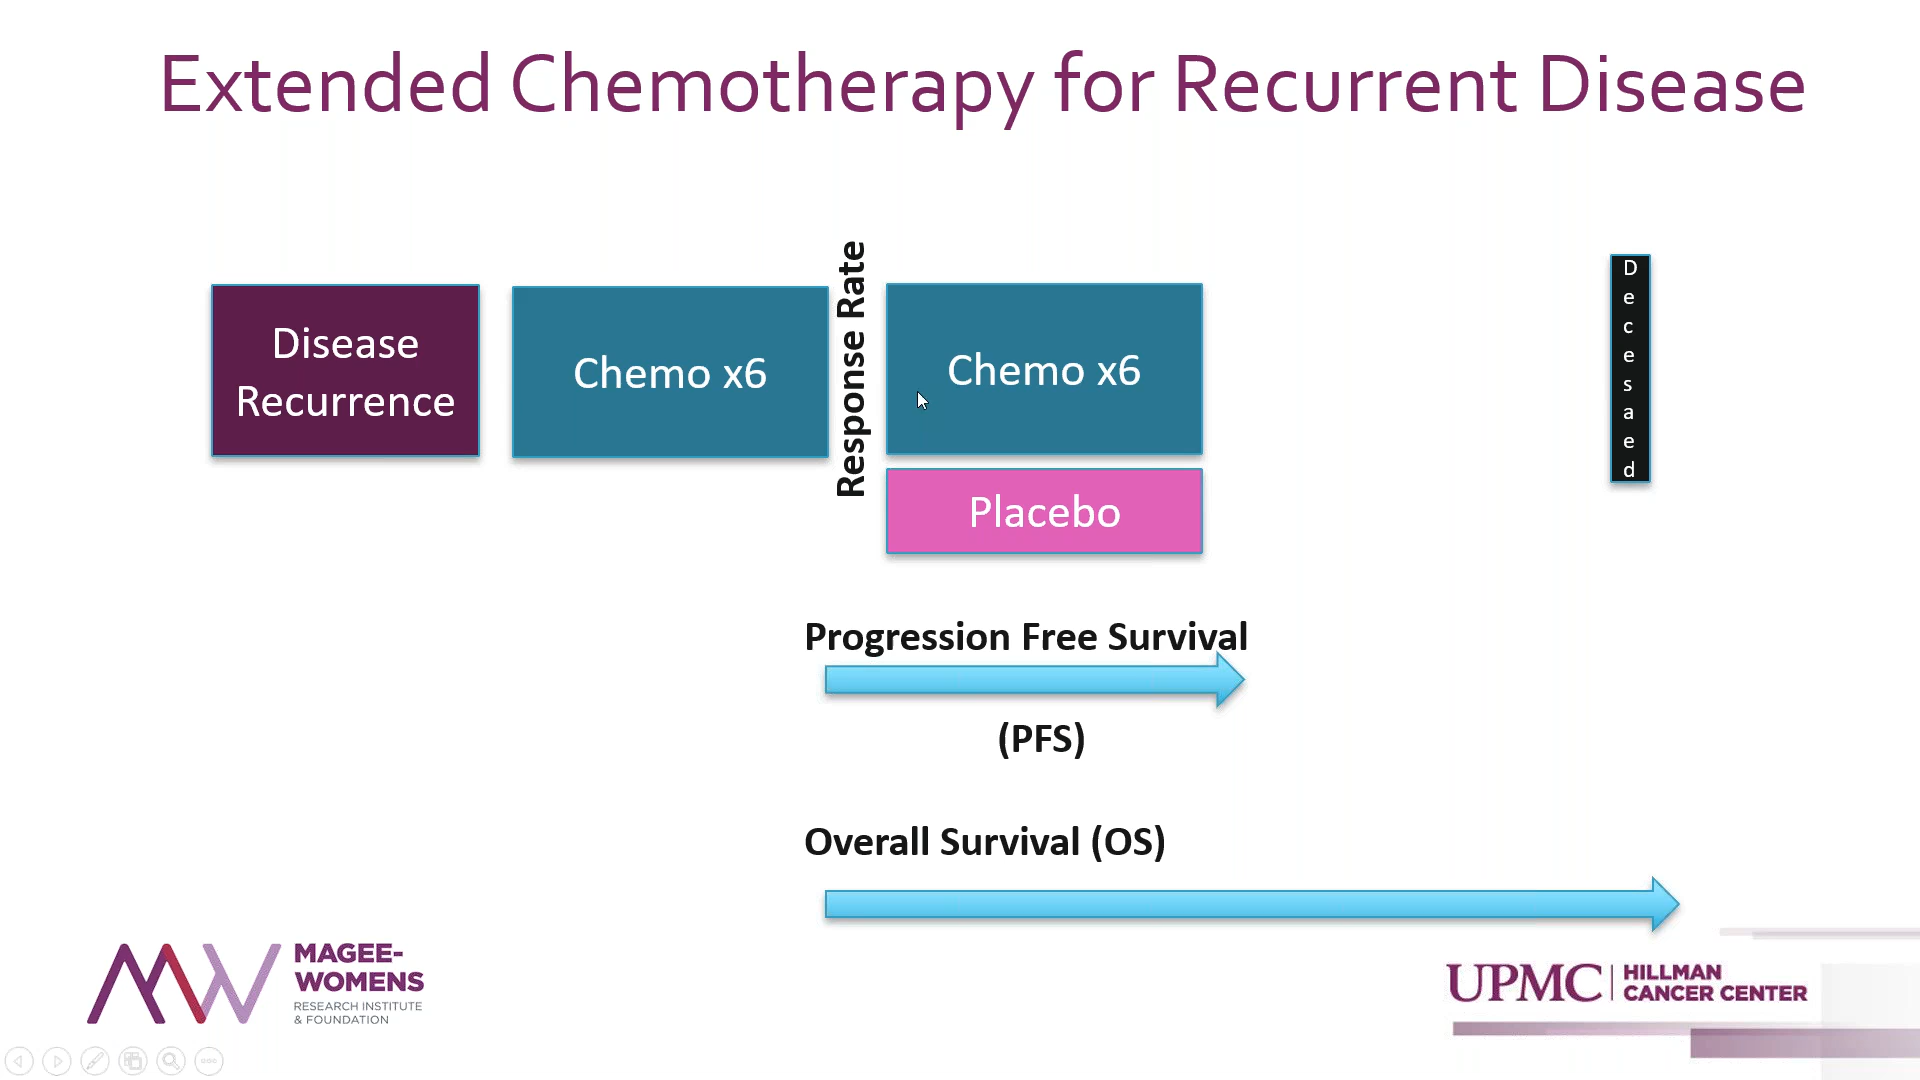 Extended Chemotherapy for Recurrent Disease
Disease
Recurrence
Chemo x6
Response Rate
Chemo x6
Placebo
Decesaed
Progression Free Survival
(PFS)
Overall Survival (OS)
MAGEE-
WOMENS
RESEARCH INSTITUTE
& FOUNDATION
UPMC
HILLMAN
CANCER CENTER